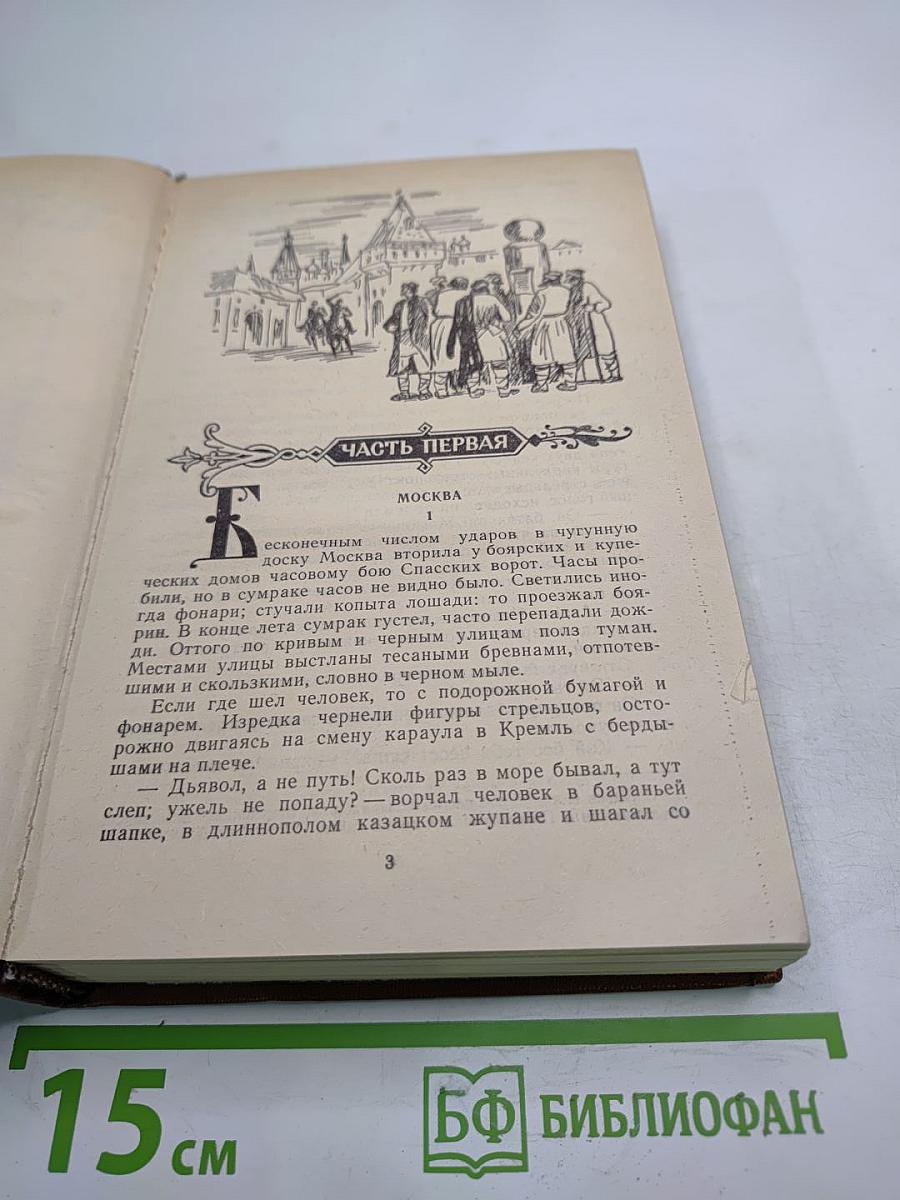 ЧАСТЬ ПЕРВАЯ
МОСКВА
1
Бесконечным числом ударов в чугунную
доску Москва вторила у боярских и купе-
ческих домов часовому бою Спасских ворот. Часы про-
били, но в сумраке часов не видно было. Светились ино-
гда фонари; стучали копыта лошади: то проезжал боя-
рин. В конце лета сумрак густел, часто перепадали дож-
ди. Оттого по кривым и черным улицам полз туман.
Местами улицы выстланы тесаными бревнами, отпотев-
шими и скользкими, словно в черном мыле.
Если где шел человек, то с подорожной бумагой и
фонарем. Изредка чернели фигуры стрельцов, осто-
рожно двигаясь на смену караула в Кремль с берды-
шами на плече.
— Дьявол, а не путь! Сколь раз в море бывал, а тут
слеп; ужель не попаду? — ворчал человек в бараньей
шапке, в длиннополом казацком жупане и шагал со
3
15 см
БФ БИБЛИОФАН